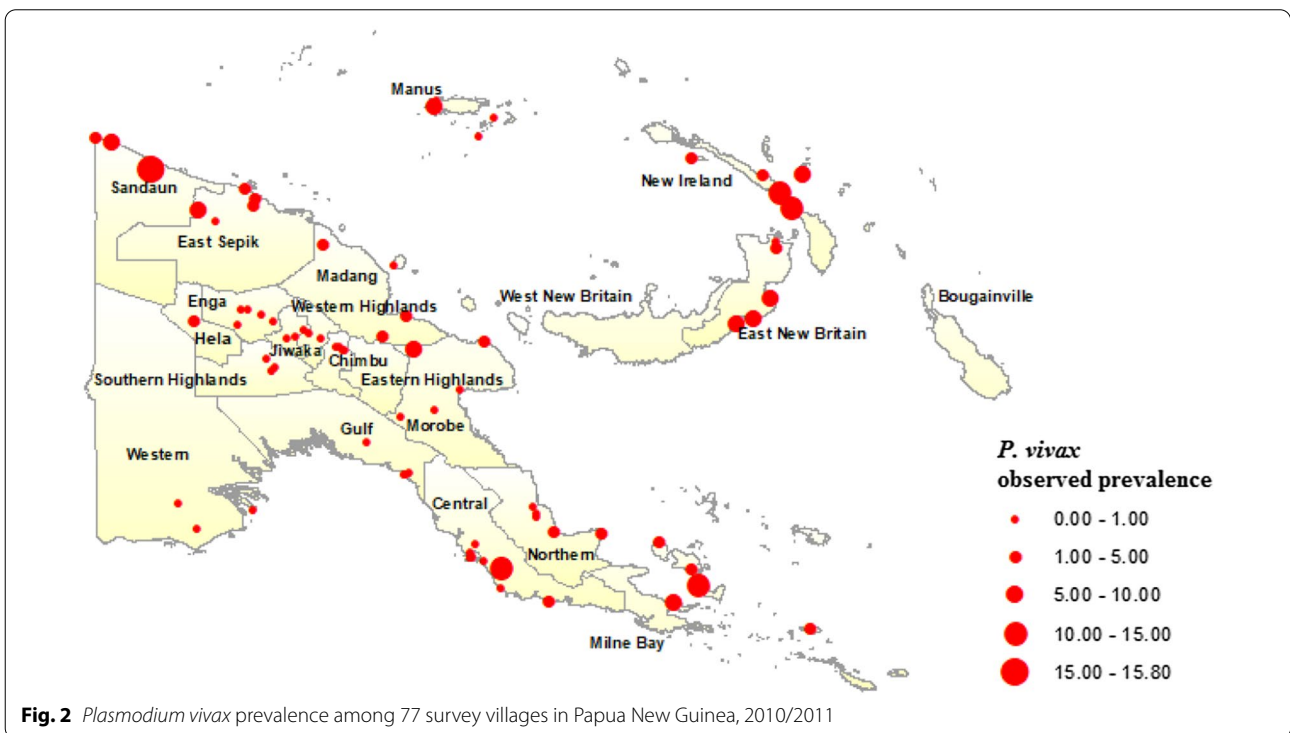 Manus
New Ireland
Sandaun
East Sepik
Madang
Enga
Western Highlands
West New Britain
Bougainville
Hela
Jiwaka
Chimbu
East New Britain
Southern Highlands
Eastern Highlands
Gulf
Morobe
Western
Central
Northern
Milne Bay
P. vivax
observed prevalence
0.00 - 1.00
1.00 - 5.00
5.00 - 10.00
10.00 - 15.00
15.00 - 15.80
Fig. 2 Plasmodium vivax prevalence among 77 survey villages in Papua New Guinea, 2010/2011